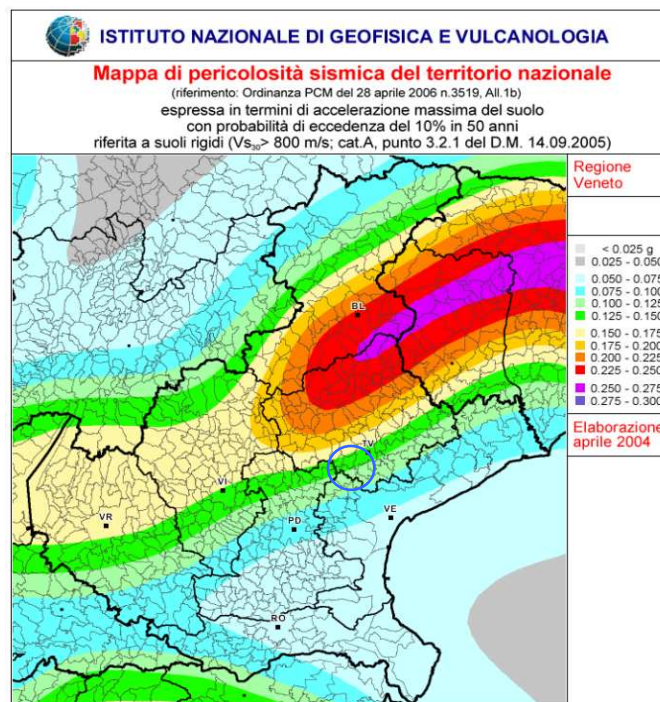 ISTITUTO NAZIONALE DI GEOFISICA E VULCANOLOGIA
Mappa di pericolosità sismica del territorio nazionale
(riferimento: Ordinanza PCM del 28 aprile 2006 n.3519, All.1b)
espressa in termini di accelerazione massima del suolo
con probabilità di eccedenza del 10% in 50 anni
riferita a suoli rigidi (Vs₃₀> 800 m/s; cat.A, punto 3.2.1 del D.M. 14.09.2005)
Regione
Veneto
< 0.025 g
0.025 - 0.050
0.050 - 0.075
0.075 - 0.100
0.100 - 0.125
0.125 - 0.150
0.150 - 0.175
0.175 - 0.200
0.200 - 0.225
0.225 - 0.250
0.250 - 0.275
0.275 - 0.300
Elaborazione
aprile 2004
BL
TV
VI
VR
PD
VE
RO